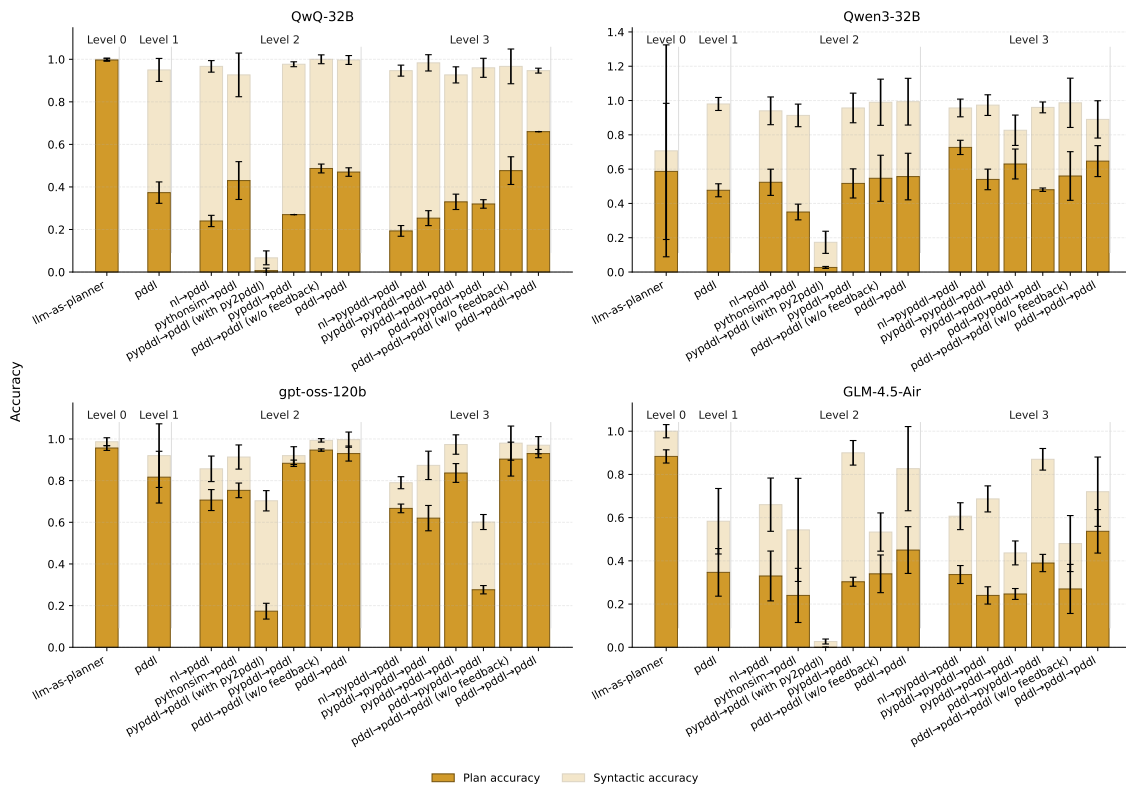 QwQ-32B
Level 0 Level 1 Level 2 Level 3
1.0
0.8
0.6
0.4
0.2
0.0
llm-as-planner
pddl
nl→pddl
pythonsim→pddl
pypddl→pddl (with py2pddl)
pypddl→pddl
pddl→pddl (w/o feedback)
pddl→pddl
nl→pypddl→pddl
pypddl→pypddl→pddl
pypddl→pddl→pddl
pddl→pypddl→pddl
pddl→pddl→pddl (w/o feedback)
pddl→pddl→pddl
Qwen3-32B
Level 0 Level 1 Level 2 Level 3
1.4
1.2
1.0
0.8
0.6
0.4
0.2
0.0
llm-as-planner
pddl
nl→pddl
pythonsim→pddl
pypddl→pddl (with py2pddl)
pypddl→pddl
pddl→pddl (w/o feedback)
pddl→pddl
nl→pypddl→pddl
pypddl→pypddl→pddl
pypddl→pddl→pddl
pddl→pypddl→pddl
pddl→pddl→pddl (w/o feedback)
pddl→pddl→pddl
Accuracy
gpt-oss-120b
Level 0 Level 1 Level 2 Level 3
1.0
0.8
0.6
0.4
0.2
0.0
llm-as-planner
pddl
nl→pddl
pythonsim→pddl
pypddl→pddl (with py2pddl)
pypddl→pddl
pddl→pddl (w/o feedback)
pddl→pddl
nl→pypddl→pddl
pypddl→pypddl→pddl
pypddl→pddl→pddl
pddl→pypddl→pddl
pddl→pddl→pddl (w/o feedback)
pddl→pddl→pddl
GLM-4.5-Air
Level 0 Level 1 Level 2 Level 3
1.0
0.8
0.6
0.4
0.2
0.0
llm-as-planner
pddl
nl→pddl
pythonsim→pddl
pypddl→pddl (with py2pddl)
pypddl→pddl
pddl→pddl (w/o feedback)
pddl→pddl
nl→pypddl→pddl
pypddl→pypddl→pddl
pypddl→pddl→pddl
pddl→pypddl→pddl
pddl→pddl→pddl (w/o feedback)
pddl→pddl→pddl
Plan accuracy Syntactic accuracy